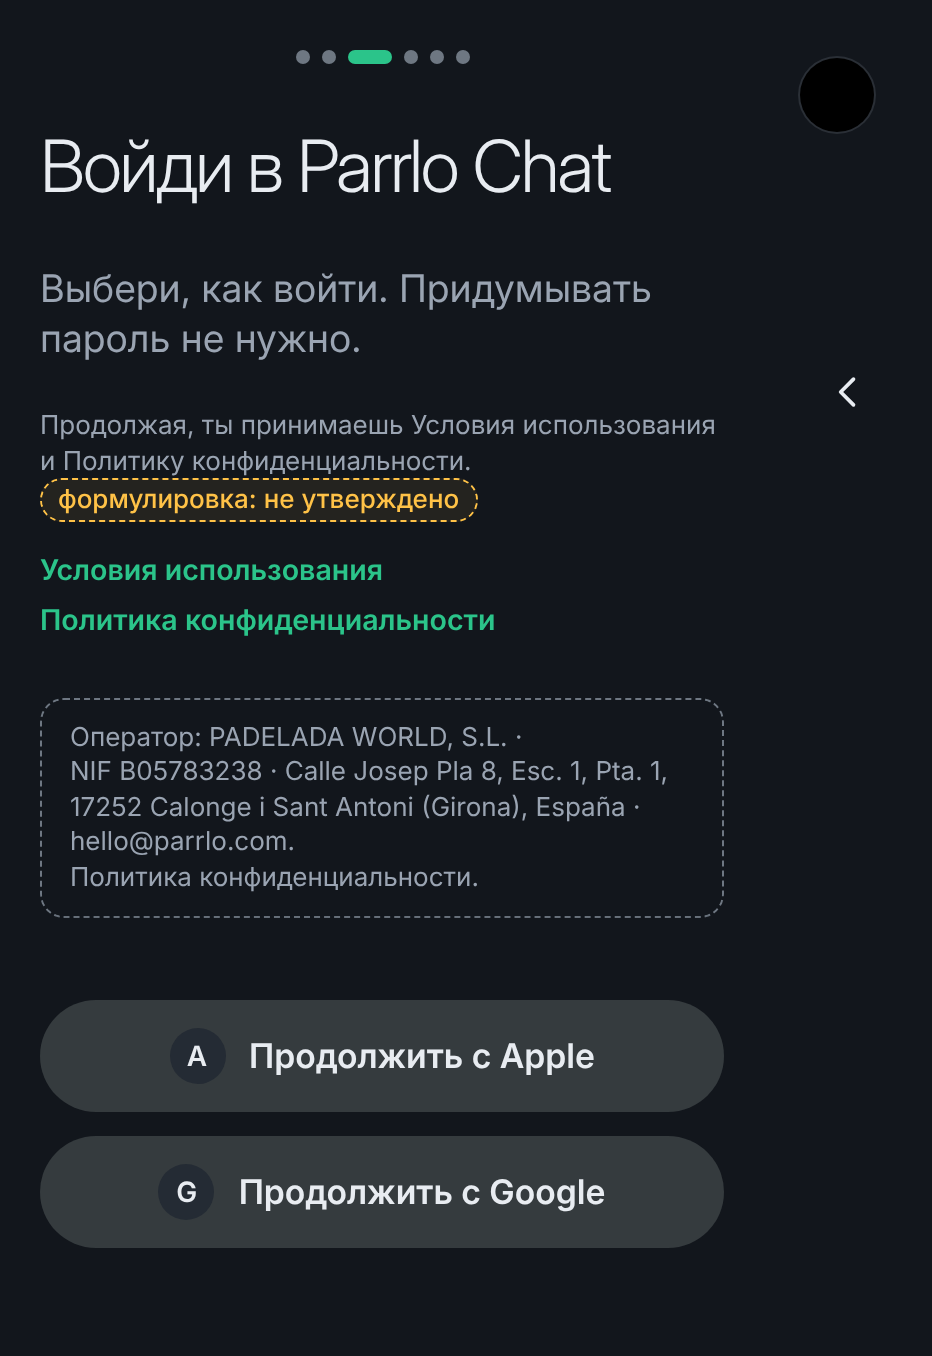 Войди в Parrlo Chat
Выбери, как войти. Придумывать
пароль не нужно.
Продолжая, ты принимаешь Условия использования
и Политику конфиденциальности.
формулировка: не утверждено
Условия использования
Политика конфиденциальности
Оператор: PADELADA WORLD, S.L. ·
NIF B05783238 · Calle Josep Pla 8, Esc. 1, Pta. 1,
17252 Calonge i Sant Antoni (Girona), España ·
hello@parrlo.com.
Политика конфиденциальности.
A Продолжить с Apple
G Продолжить с Google